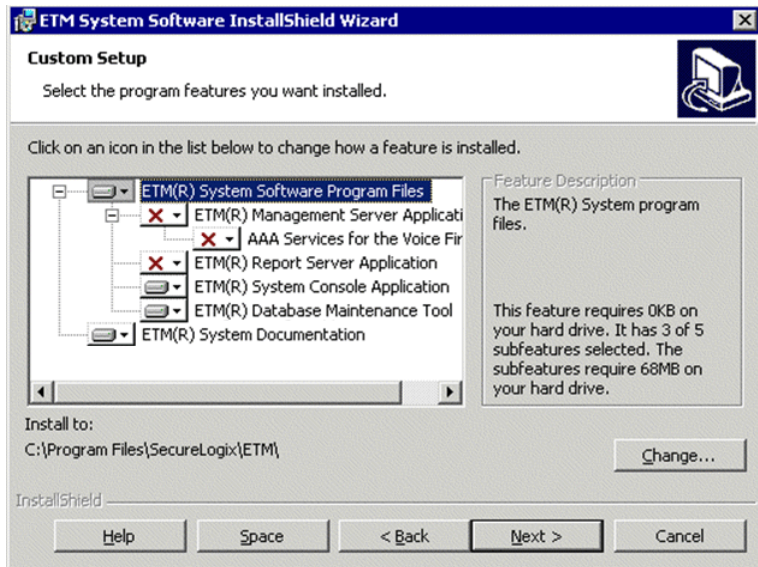 ETM System Software InstallShield Wizard
Custom Setup
Select the program features you want installed.
Click on an icon in the list below to change how a feature is installed.
ETM(R) System Software Program Files
ETM(R) Management Server Applicati
AAA Services for the Voice Fir
ETM(R) Report Server Application
ETM(R) System Console Application
ETM(R) Database Maintenance Tool
ETM(R) System Documentation
Feature Description
The ETM(R) System program
files.
This feature requires 0KB on
your hard drive. It has 3 of 5
subfeatures selected. The
subfeatures require 68MB on
your hard drive.
Install to:
C:\Program Files\SecureLogix\ETM\
Change...
InstallShield
Help
Space
< Back
Next >
Cancel